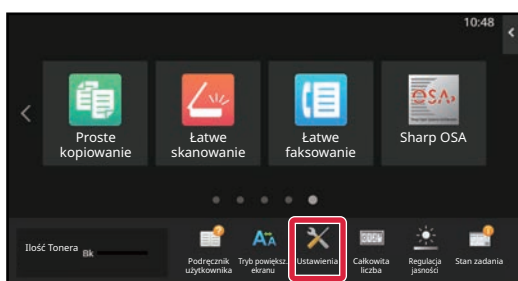 10:48
Proste
kopiowanie
Łatwe
skanowanie
Łatwe
faksowanie
OSA
Sharp OSA
Ilość Tonera
Bk
Podręcznik
użytkownika
Tryb powiększ.
ekranu
Ustawienia
Całkowita
liczba
Regulacja
jasności
Stan zadania